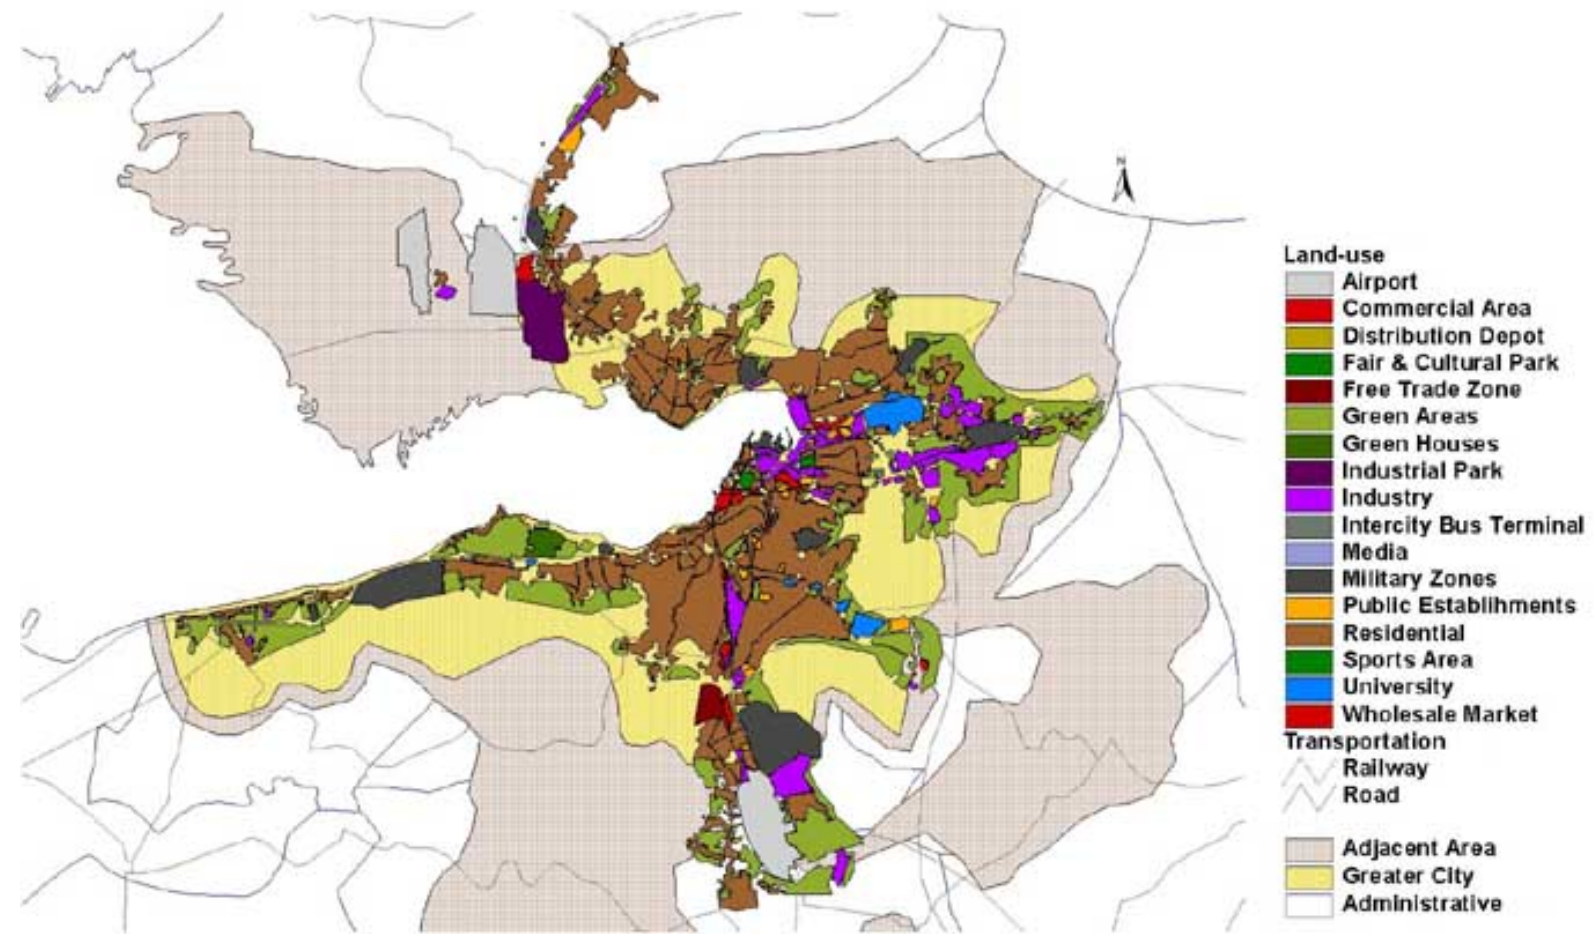 N
Land-use
Airport
Commercial Area
Distribution Depot
Fair & Cultural Park
Free Trade Zone
Green Areas
Green Houses
Industrial Park
Industry
Intercity Bus Terminal
Media
Military Zones
Public Establihments
Residential
Sports Area
University
Wholesale Market
Transportation
Railway
Road
Adjacent Area
Greater City
Administrative